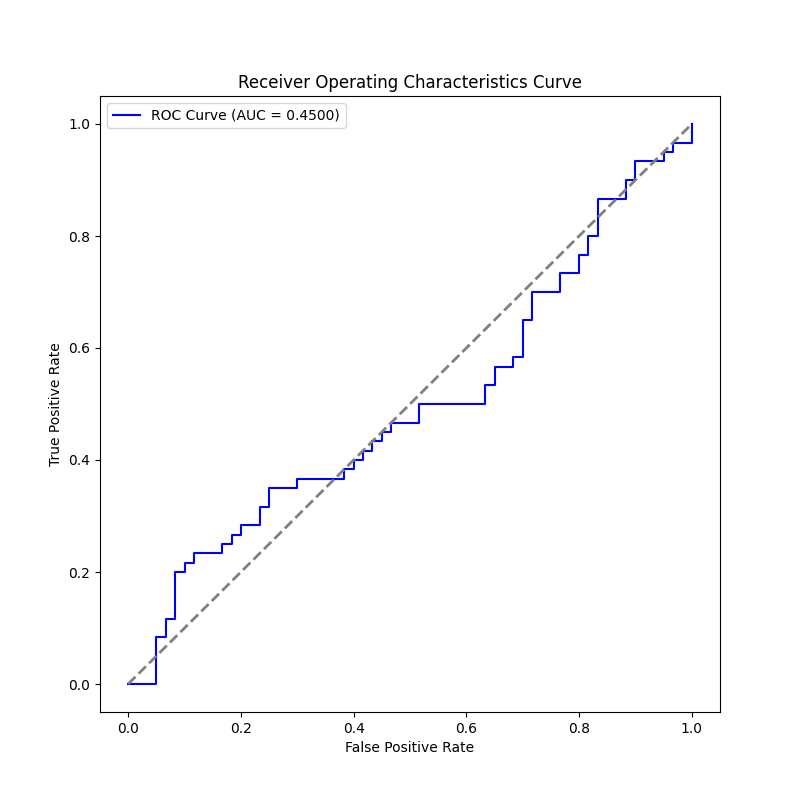 Receiver Operating Characteristics Curve
ROC Curve (AUC = 0.4500)
1.0
0.8
0.6
0.4
0.2
0.0
True Positive Rate
0.0 0.2 0.4 0.6 0.8 1.0
False Positive Rate